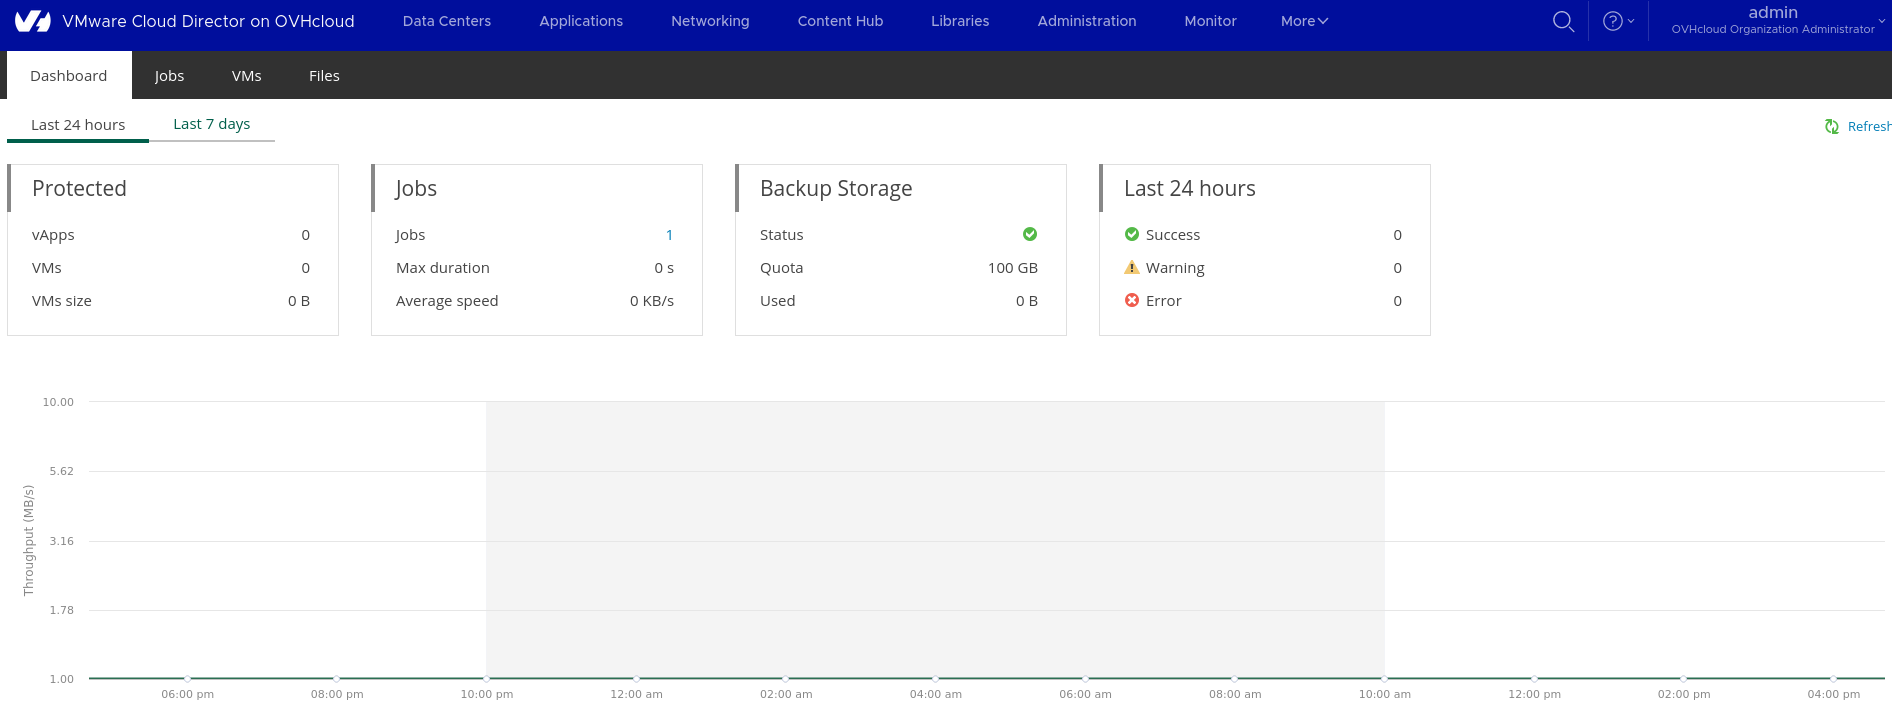 VMware Cloud Director on OVHcloud Data Centers Applications Networking Content Hub Libraries Administration Monitor More admin
OVHcloud Organization Administrator
Dashboard Jobs VMs Files
Last 24 hours Last 7 days Refresh
Protected
vApps 0
VMs 0
VMs size 0 B
Jobs
Jobs 1
Max duration 0 s
Average speed 0 KB/s
Backup Storage
Status
Quota 100 GB
Used 0 B
Last 24 hours
Success 0
Warning 0
Error 0
Throughput (MB/s)
10.00
5.62
3.16
1.78
1.00
06:00 pm 08:00 pm 10:00 pm 12:00 am 02:00 am 04:00 am 06:00 am 08:00 am 10:00 am 12:00 pm 02:00 pm 04:00 pm